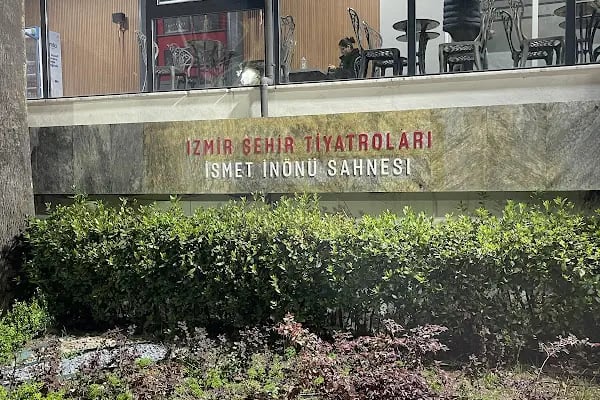 İZMİR ŞEHİR TİYATROLARI
İSMET İNÖNÜ SAHNESİ